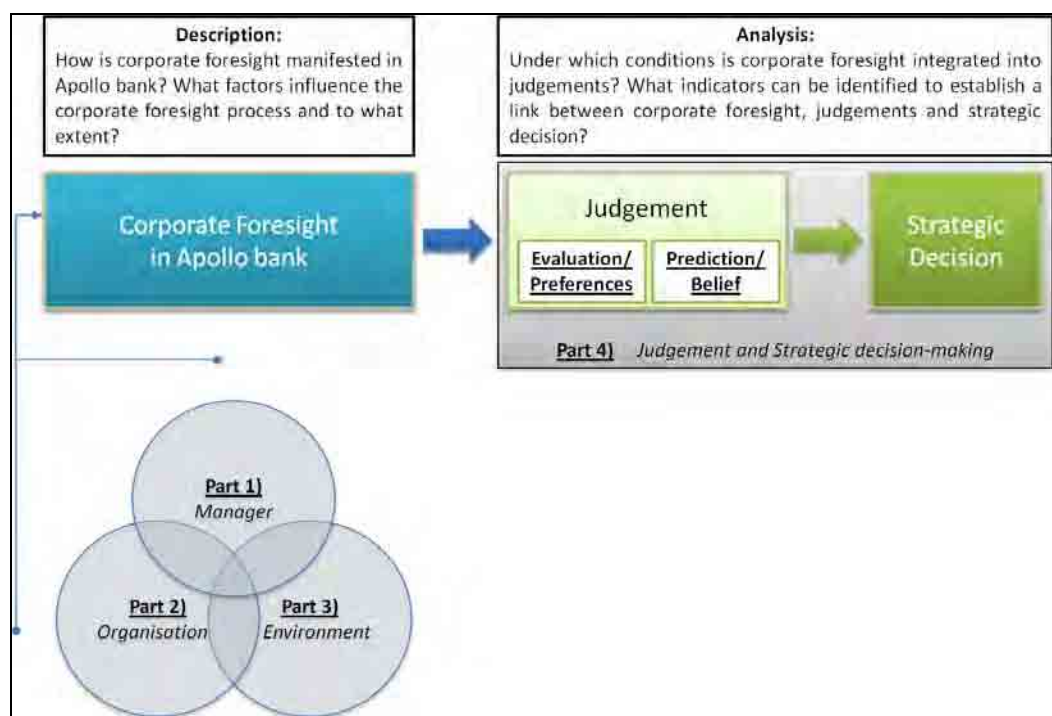 Description:
How is corporate foresight manifested in
Apollo bank? What factors influence the
corporate foresight process and to what
extent?
Analysis:
Under which conditions is corporate foresight integrated into
judgements? What indicators can be identified to establish a
link between corporate foresight, judgements and strategic
decision?
Corporate Foresight
in Apollo bank
Judgement
Evaluation/
Preferences
Prediction/
Belief
Strategic
Decision
Part 4) Judgement and Strategic decision-making
Part 1)
Manager
Part 2)
Organisation
Part 3)
Environment